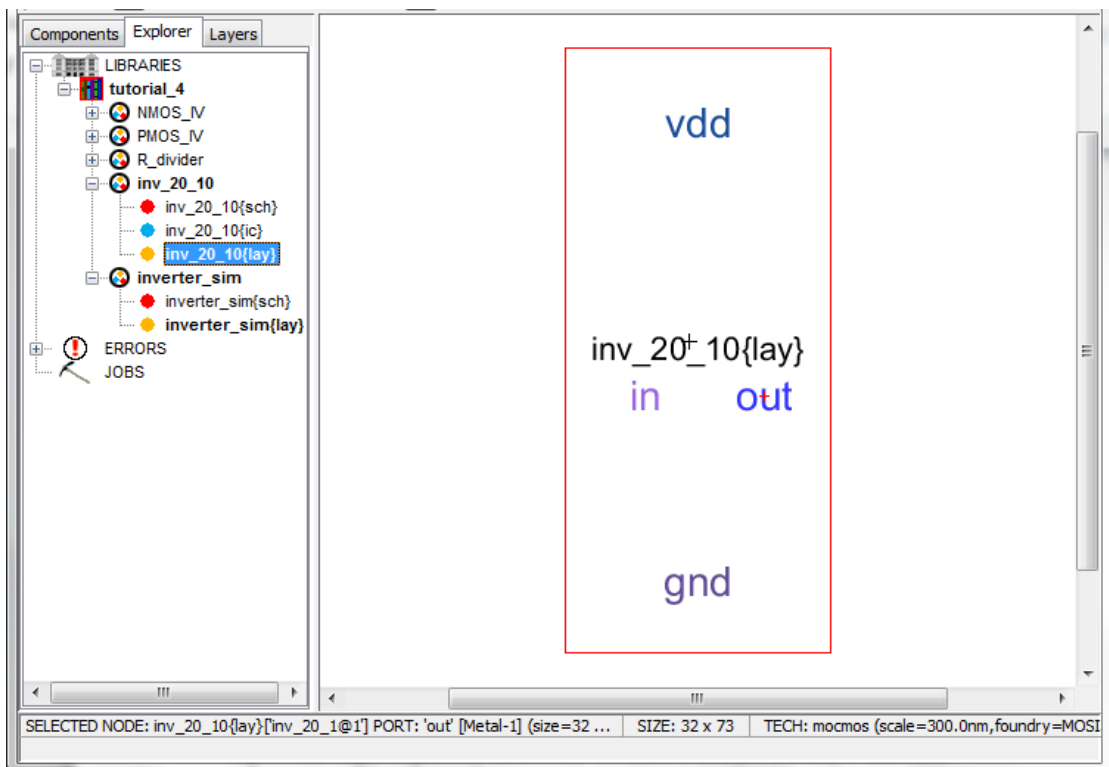 Components Explorer Layers
LIBRARIES
tutorial_4
NMOS_IV
PMOS_IV
R_divider
inv_20_10
inv_20_10{sch}
inv_20_10{ic}
inv_20_10{lay}
inverter_sim
inverter_sim{sch}
inverter_sim{lay}
ERRORS
JOBS
vdd
inv_20_10{lay}
in out
gnd
SELECTED NODE: inv_20_10{lay}['inv_20_1@1'] PORT: 'out' [Metal-1] (size=32 ... SIZE: 32 x 73 TECH: mocmos (scale=300.0nm,foundry=MOSI